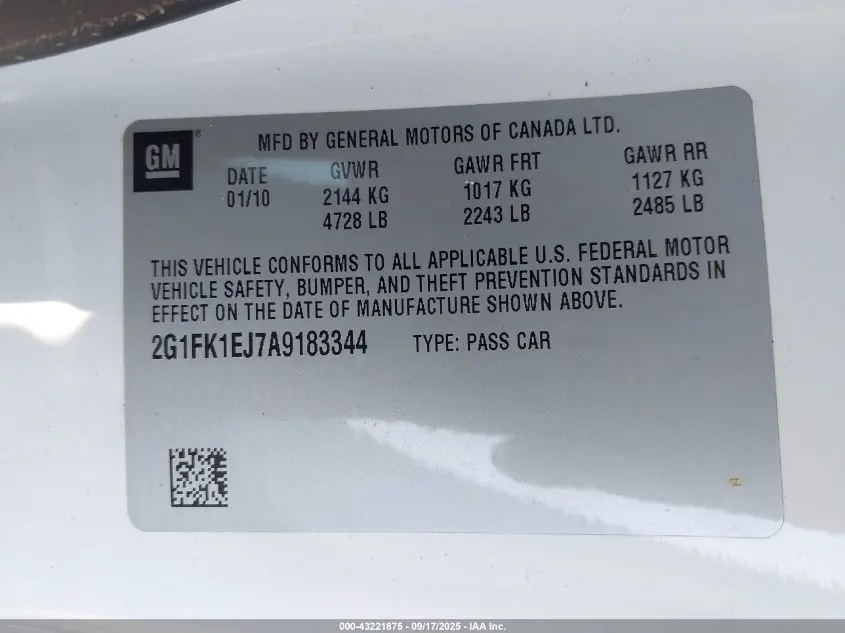 GM®
MFD BY GENERAL MOTORS OF CANADA LTD.
DATE GVWR GAWR FRT GAWR RR
01/10 2144 KG 1017 KG 1127 KG
4728 LB 2243 LB 2485 LB
THIS VEHICLE CONFORMS TO ALL APPLICABLE U.S. FEDERAL MOTOR
VEHICLE SAFETY, BUMPER, AND THEFT PREVENTION STANDARDS IN
EFFECT ON THE DATE OF MANUFACTURE SHOWN ABOVE.
2G1FK1EJ7A9183344 TYPE: PASS CAR
000-43221875 - 09/17/2025 - IAA Inc.